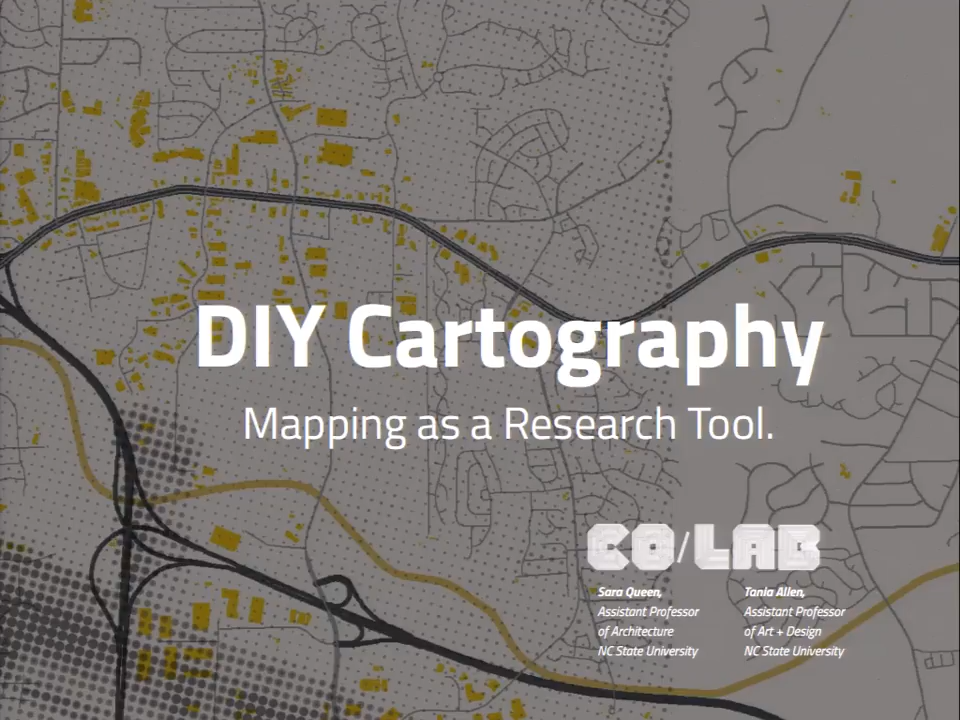 DIY Cartography
Mapping as a Research Tool.
CO/LAB
Sara Queen,
Assistant Professor
of Architecture
NC State University
Tania Allen,
Assistant Professor
of Art + Design
NC State University